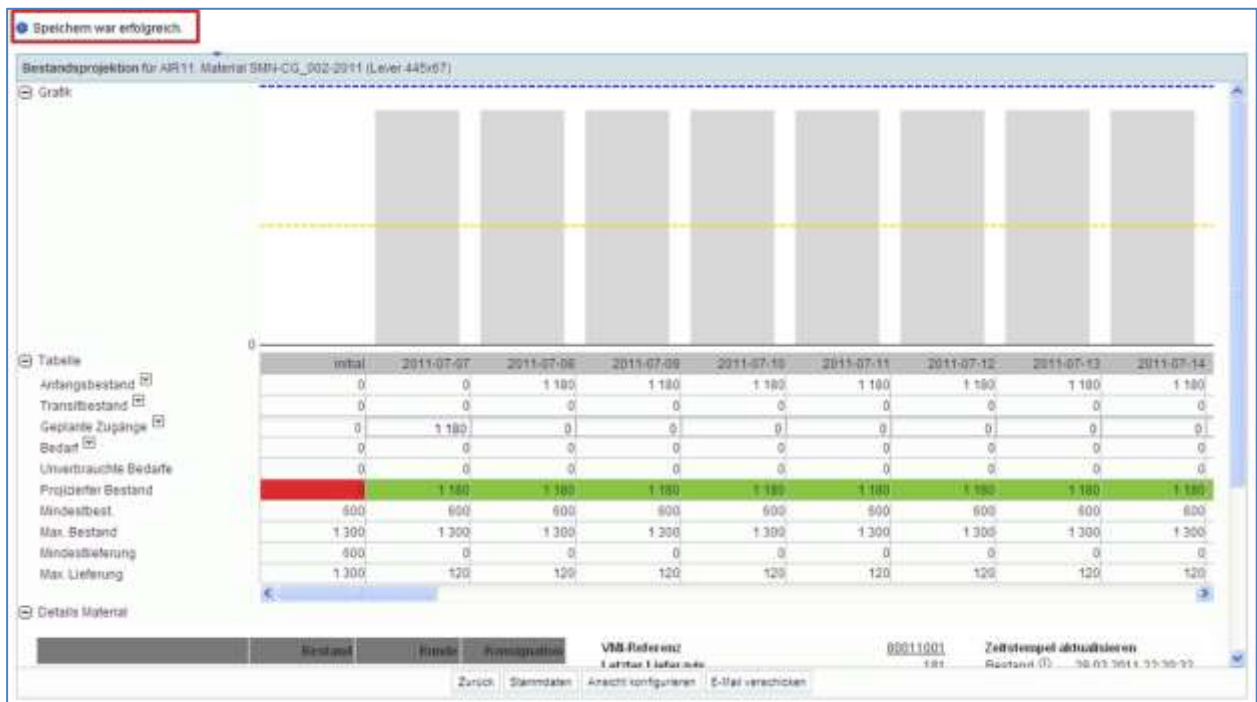 Speichern war erfolgreich.
Bestandsprojektion für AIR11. Material SMN-CG_002-2011 (Lever 445x67)
Grafik
0
Tabelle initial 2011-07-07 2011-07-08 2011-07-09 2011-07-10 2011-07-11 2011-07-12 2011-07-13 2011-07-14
Anfangsbestand 0 0 1 180 1 180 1 180 1 180 1 180 1 180 1 180
Transitbestand 0 0 0 0 0 0 0 0 0
Geplante Zugänge 0 1 180 0 0 0 0 0 0 0
Bedarf 0 0 0 0 0 0 0 0 0
Unverbrauchte Bedarfe 0 0 0 0 0 0 0 0 0
Projizierter Bestand 1 180 1 180 1 180 1 180 1 180 1 180 1 180 1 180
Mindestbest. 600 600 600 600 600 600 600 600 600
Max. Bestand 1 300 1 300 1 300 1 300 1 300 1 300 1 300 1 300 1 300
Mindestlieferung 600 0 0 0 0 0 0 0 0
Max. Lieferung 1 300 120 120 120 120 120 120 120 120
Details Material
Bestand Kunde Konsignation VMI-Referenz 00011001 Zeitstempel aktualisieren
Bestand
Zurück Stammdaten Ansicht konfigurieren E-Mail verschicken